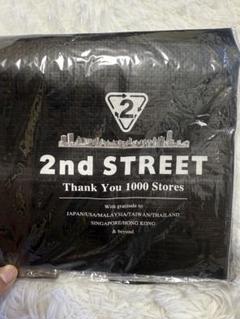 2
2nd STREET
Thank You 1000 Stores
With gratitude to
JAPAN/USA/MALAYSIA/TAIWAN/THAILAND
SINGAPORE/HONG KONG
& beyond